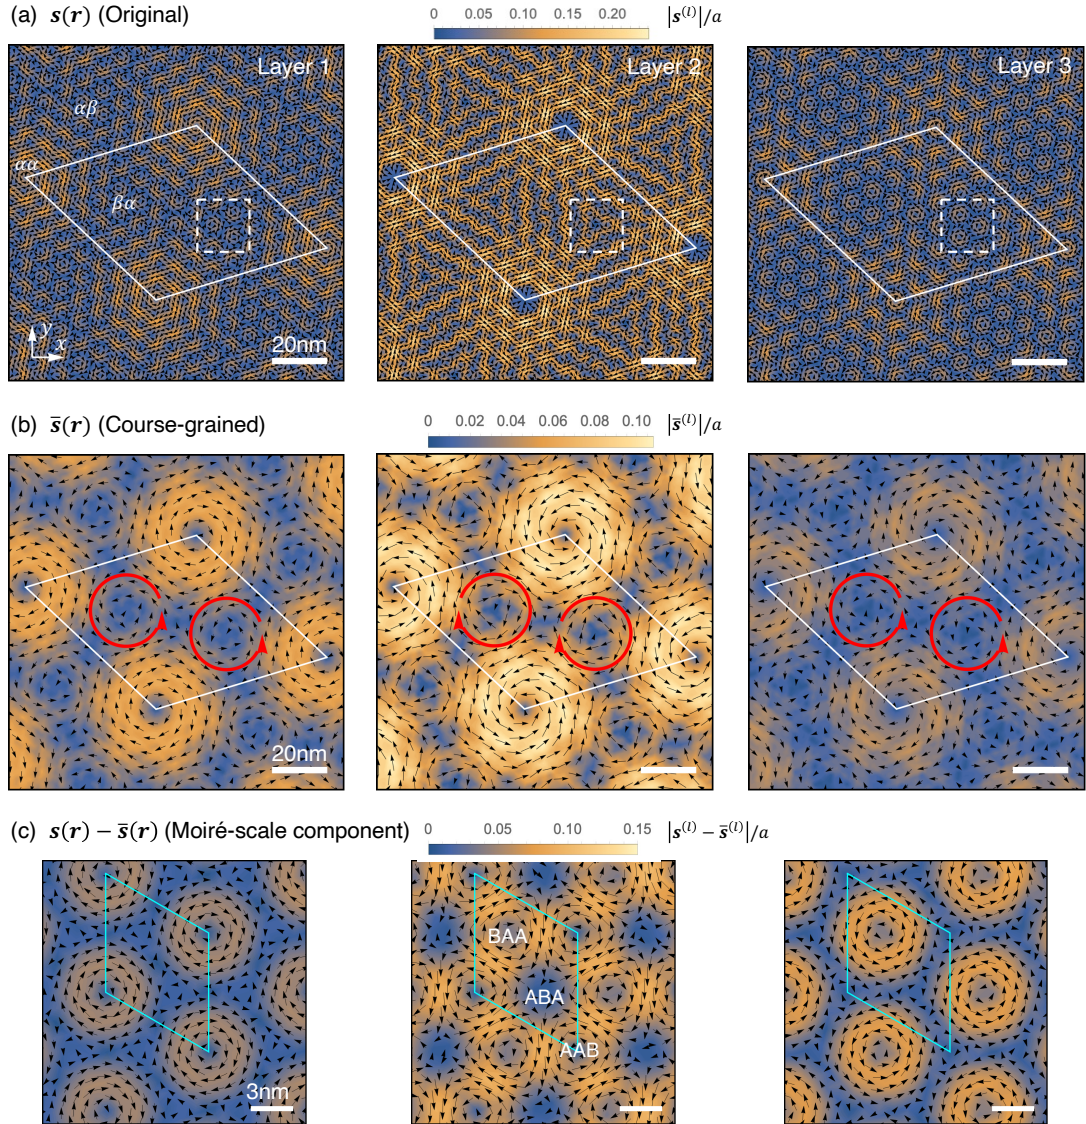 (a) s(r) (Original)
0 0.05 0.10 0.15 0.20 |s⁽ˡ⁾|/a
Layer 1
Layer 2
Layer 3
αβ
αα
βα
y
x
20nm
(b) s̄(r) (Course-grained)
0 0.02 0.04 0.06 0.08 0.10 |s̄⁽ˡ⁾|/a
20nm
(c) s(r) − s̄(r) (Moiré-scale component)
0 0.05 0.10 0.15 |s⁽ˡ⁾ − s̄⁽ˡ⁾|/a
BAA
ABA
AAB
3nm